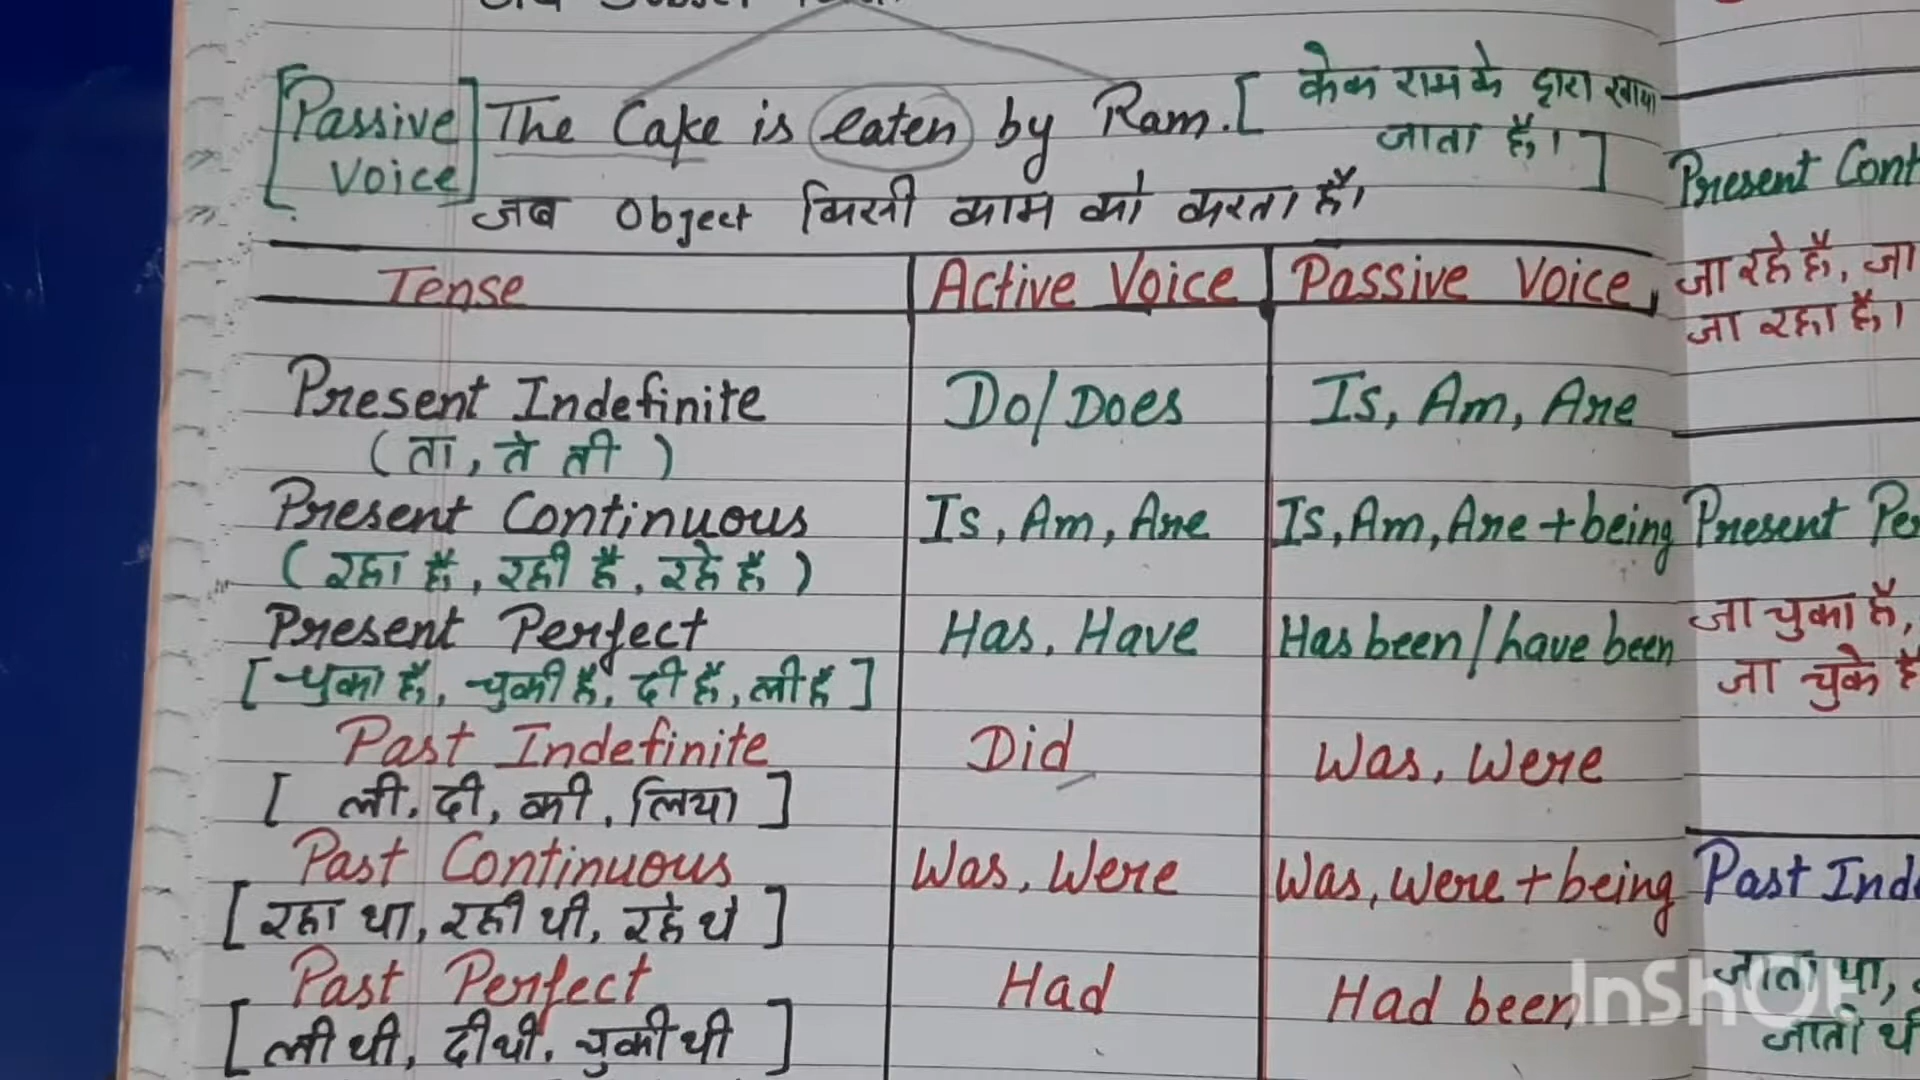 [Passive Voice] The Cake is eaten by Ram. [ केक राम के द्वारा खाया
जाता है। ]
जब Object किसी काम को करता है।
Tense Active Voice Passive Voice
Present Indefinite Do/Does Is, Am, Are
(ता, ते ती)
Present Continuous Is, Am, Are Is, Am, Are + being
(रहा है, रही है, रहे हैं)
Present Perfect Has, Have Has been/have been
[चुका है, चुकी है, दी है, ली है]
Past Indefinite Did Was, Were
[ली, दी, की, लिया]
Past Continuous Was, Were Was, Were + being
[रहा था, रही थी, रहे थे]
Past Perfect Had Had been
[ली थी, दी थी, चुकी थी]
Present Cont
जा रहे हैं, जा
जा रहा है।
Present Pe
जा चुका है,
जा चुके है
Past Ind
जाता था,
जाती थी
InShOt